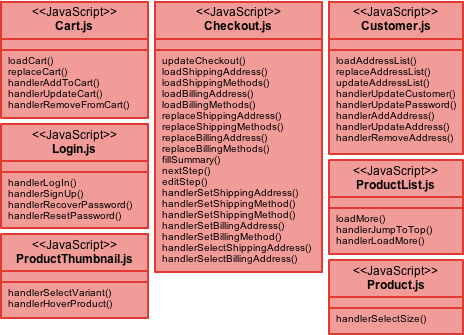 <<JavaScript>>
Cart.js
loadCart()
replaceCart()
handlerAddToCart()
handlerUpdateCart()
handlerRemoveFromCart()
<<JavaScript>>
Login.js
handlerLogIn()
handlerSignUp()
handlerRecoverPassword()
handlerResetPassword()
<<JavaScript>>
ProductThumbnail.js
handlerSelectVariant()
handlerHoverProduct()
<<JavaScript>>
Checkout.js
updateCheckout()
loadShippingAddress()
loadShippingMethods()
loadBillingAddress()
loadBillingMethods()
replaceShippingAddress()
replaceShippingMethods()
replaceBillingAddress()
replaceBillingMethods()
fillSummary()
nextStep()
editStep()
handlerSetShippingAddress()
handlerSetShippingMethod()
handlerSetShippingMethod()
handlerSetBillingAddress()
handlerSetBillingMethod()
handlerSelectShippingAddress()
handlerSelectBillingAddress()
<<JavaScript>>
Customer.js
loadAddressList()
replaceAddressList()
updateAddressList()
handlerUpdateCustomer()
handlerUpdatePassword()
handlerAddAddress()
handlerUpdateAddress()
handlerRemoveAddress()
<<JavaScript>>
ProductList.js
loadMore()
handlerJumpToTop()
handlerLoadMore()
<<JavaScript>>
Product.js
handlerSelectSize()